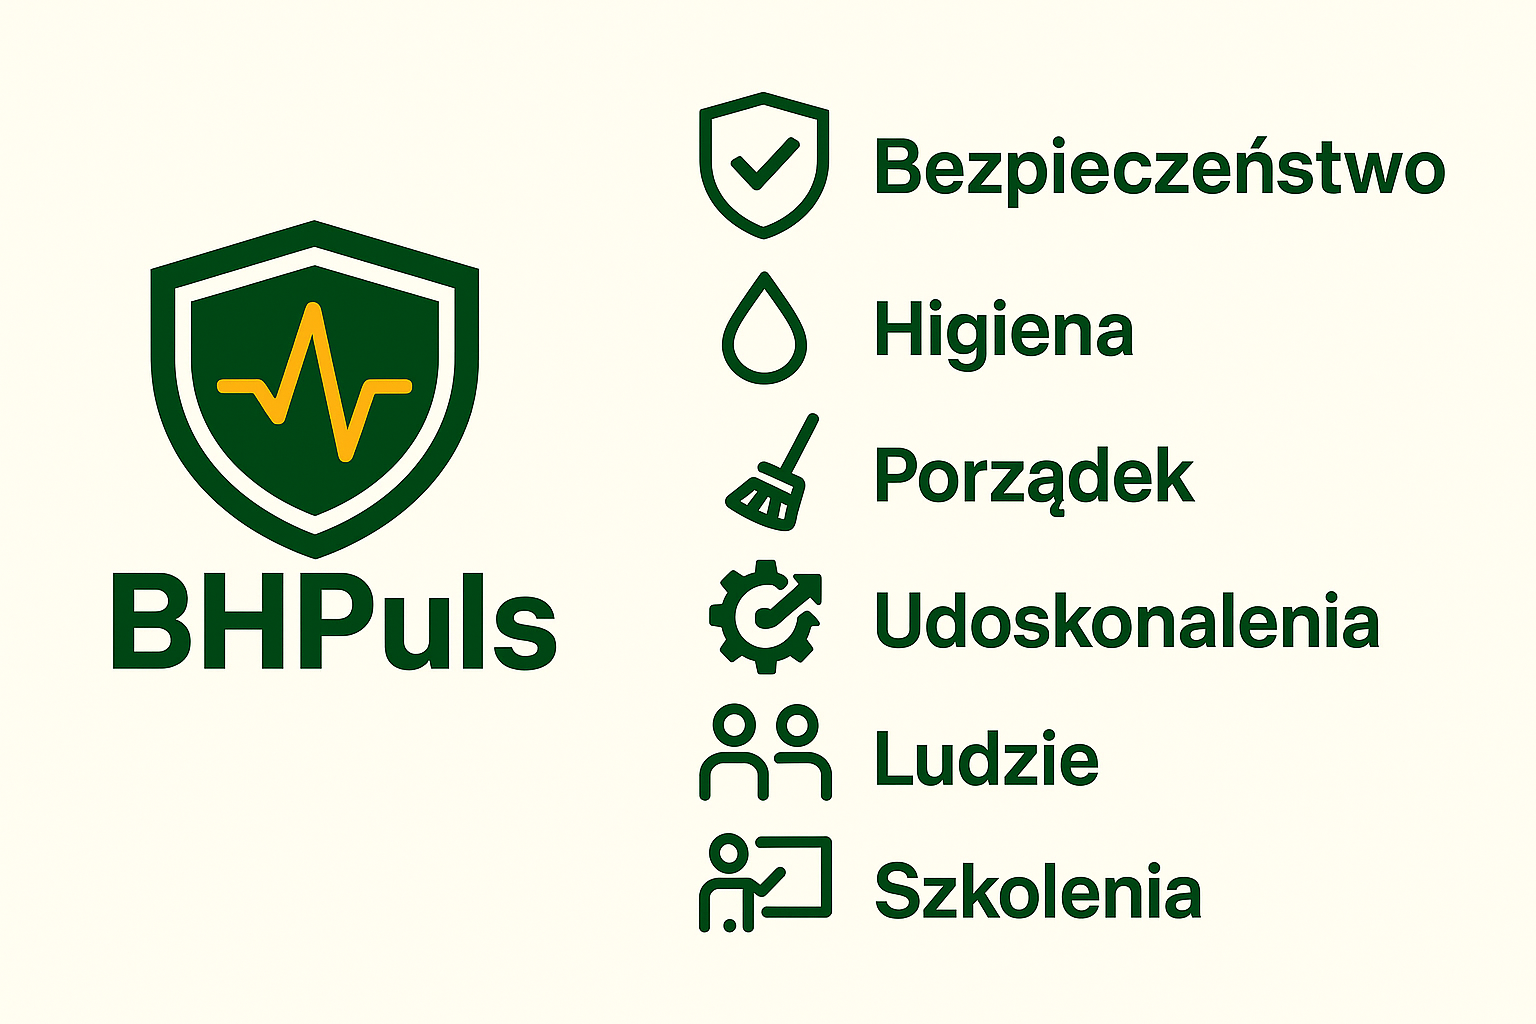 BHPuls
Bezpieczeństwo
Higiena
Porządek
Udoskonalenia
Ludzie
Szkolenia